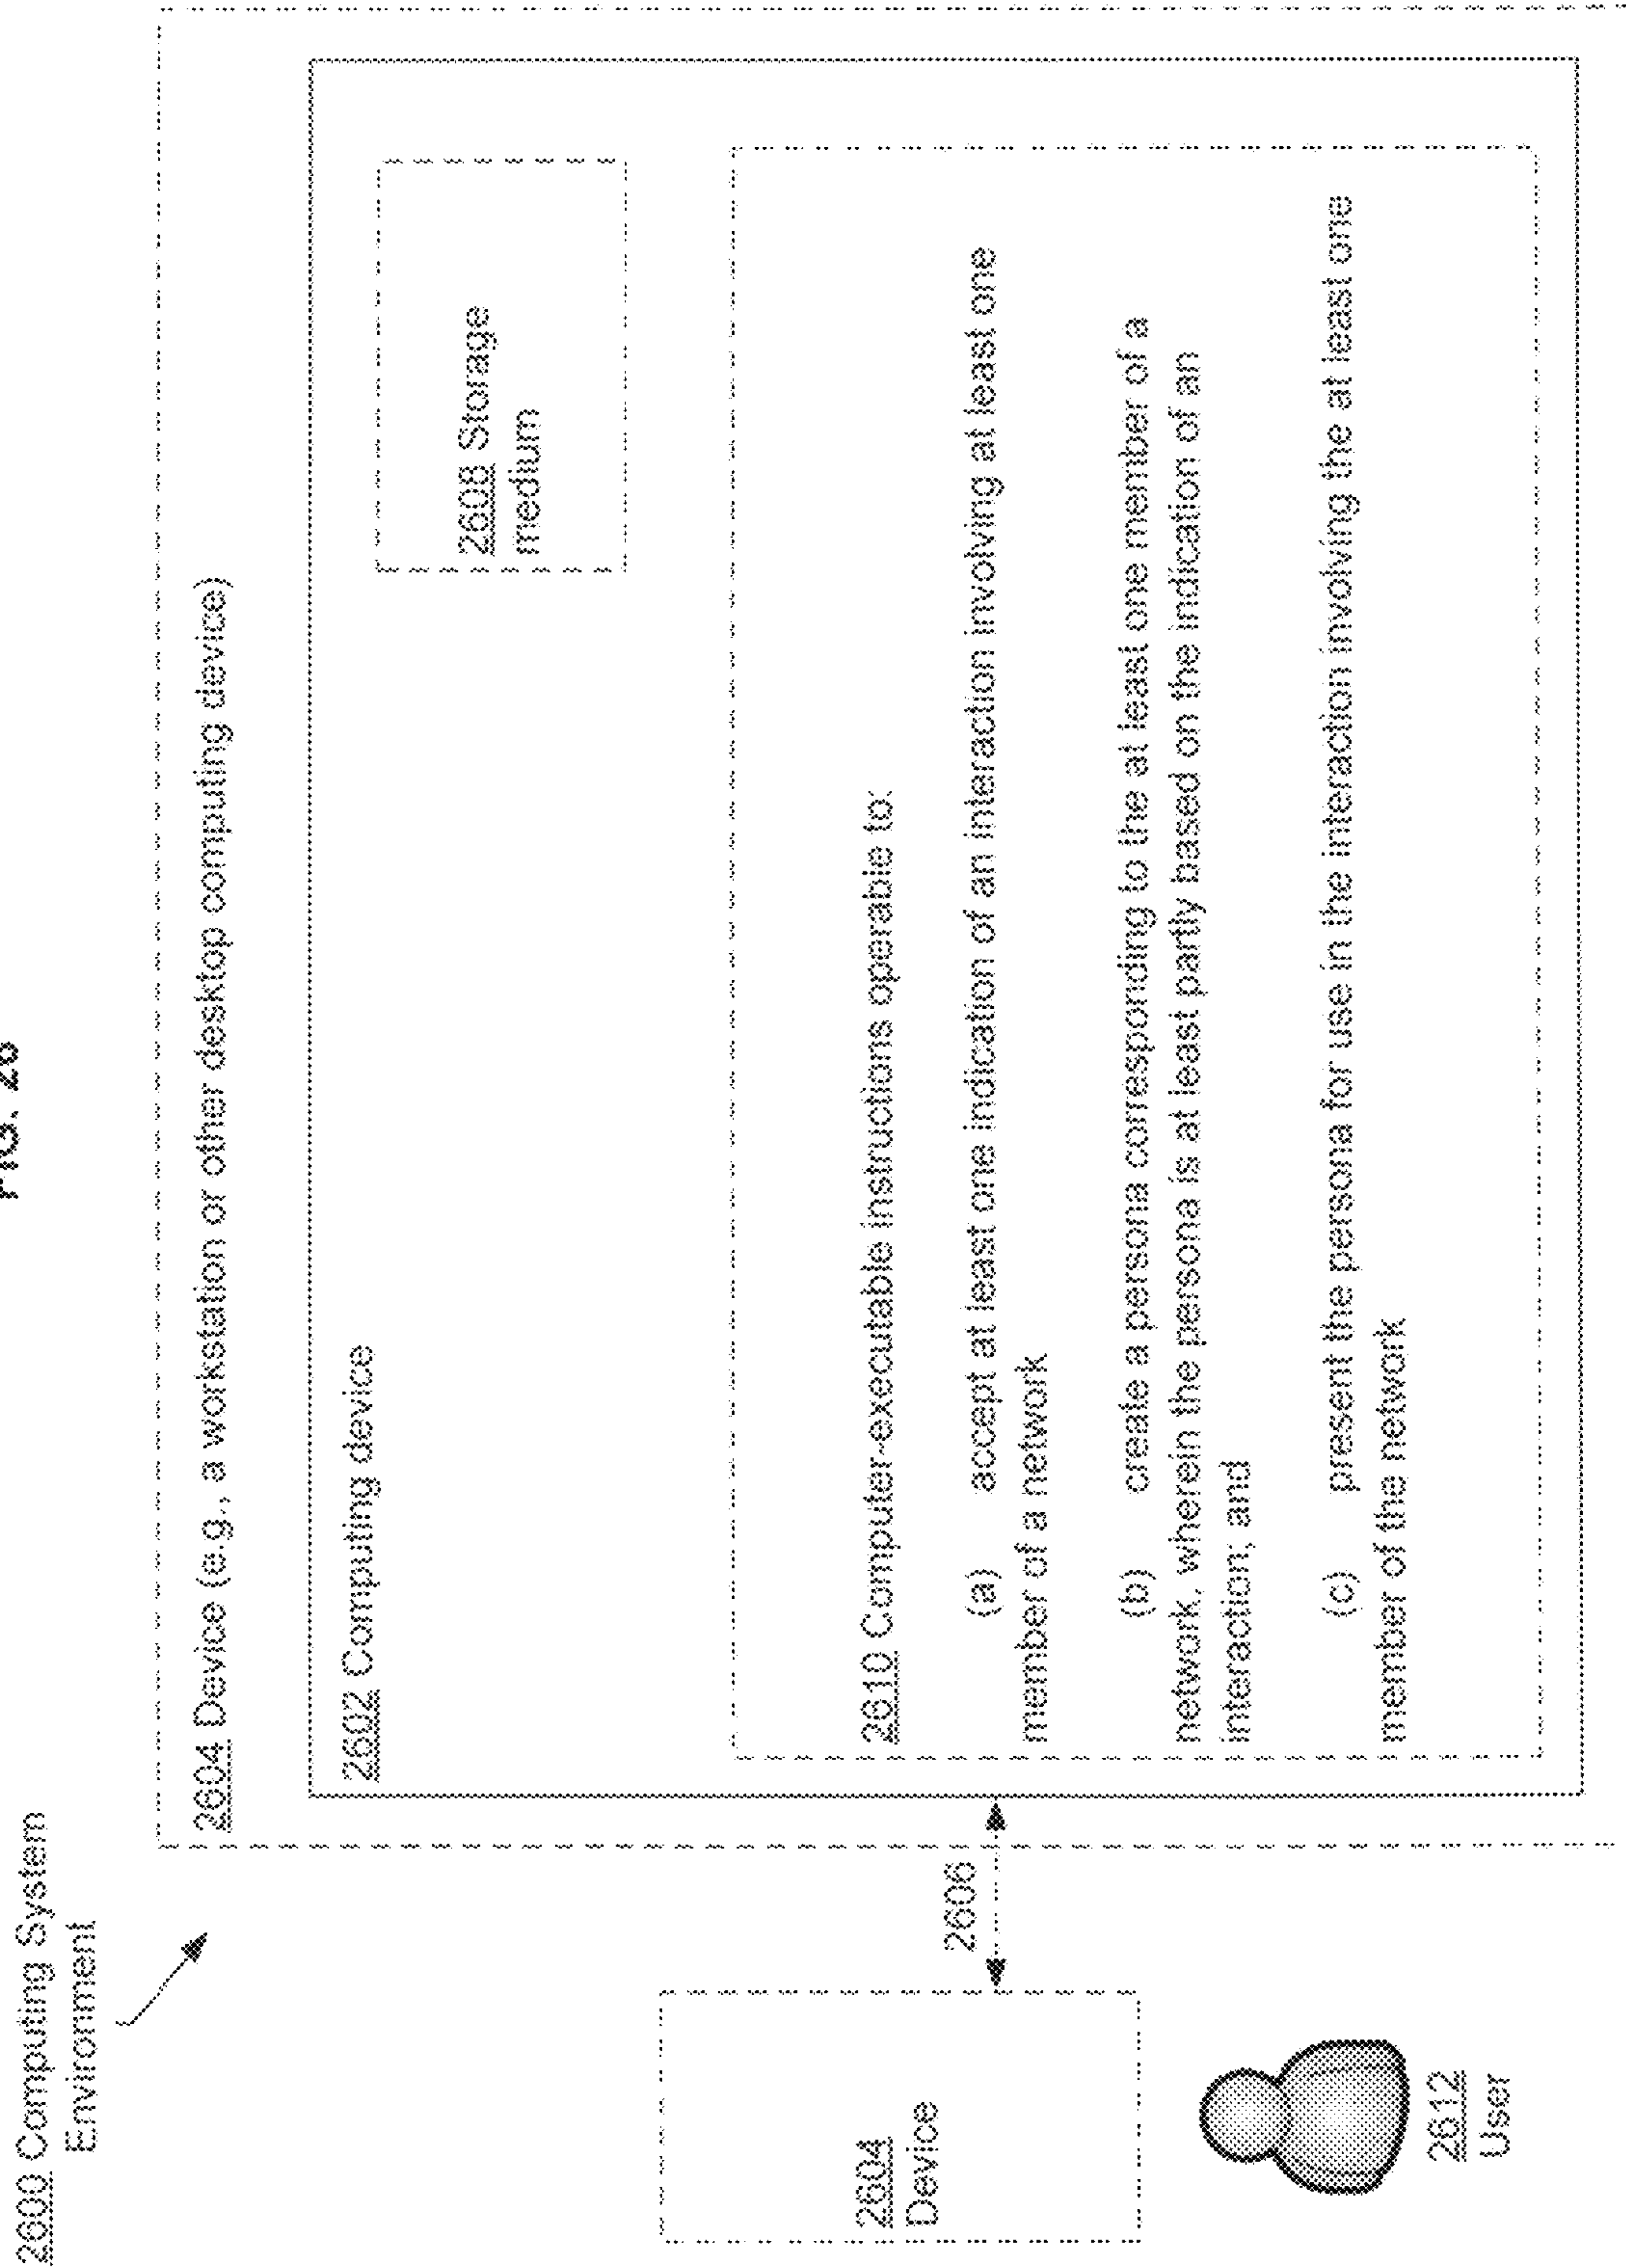 FIG. 26
2600 Computing System
Environment
2604 Device (e.g., a workstation or other desktop computing device)
2602 Computing device
2608 Storage
medium
2604
Device
2606
2610 Computer-executable instructions operable to:
(a) accept at least one indication of an interaction involving at least one
member of a network
(b) create a persona corresponding to the at least one member of a
network, wherein the persona is at least partly based on the indication of an
interaction; and
(c) present the persona for use in the interaction involving the at least one
member of the network
2612
User